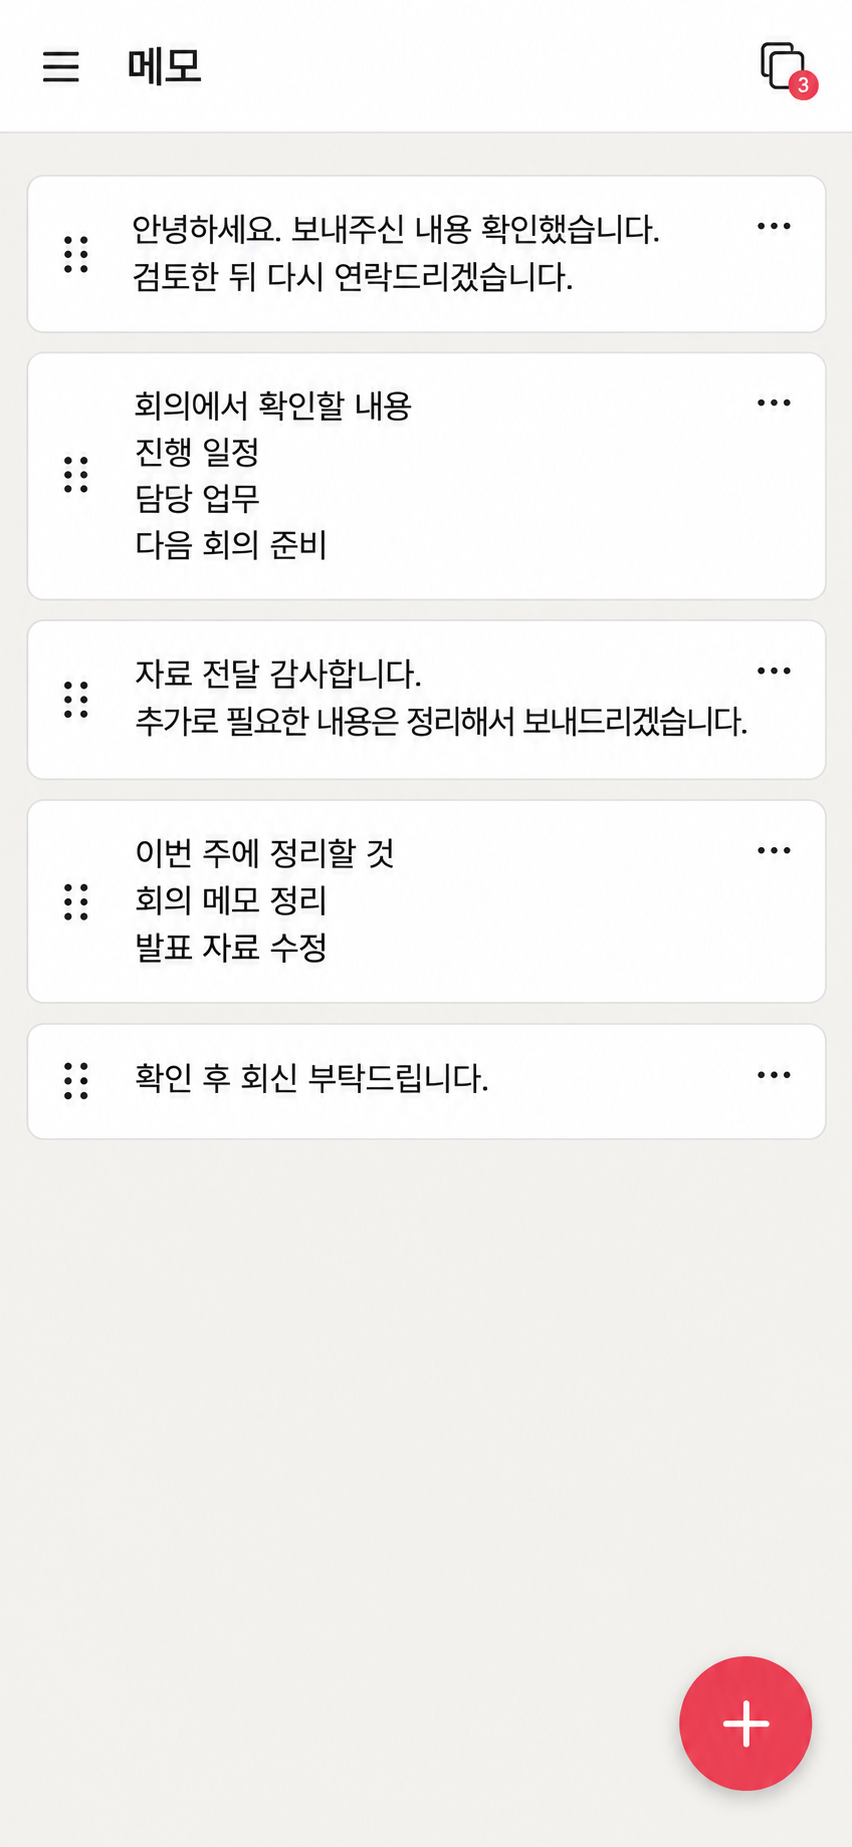 메모
3
안녕하세요. 보내주신 내용 확인했습니다.
검토한 뒤 다시 연락드리겠습니다.
회의에서 확인할 내용
진행 일정
담당 업무
다음 회의 준비
자료 전달 감사합니다.
추가로 필요한 내용은 정리해서 보내드리겠습니다.
이번 주에 정리할 것
회의 메모 정리
발표 자료 수정
확인 후 회신 부탁드립니다.